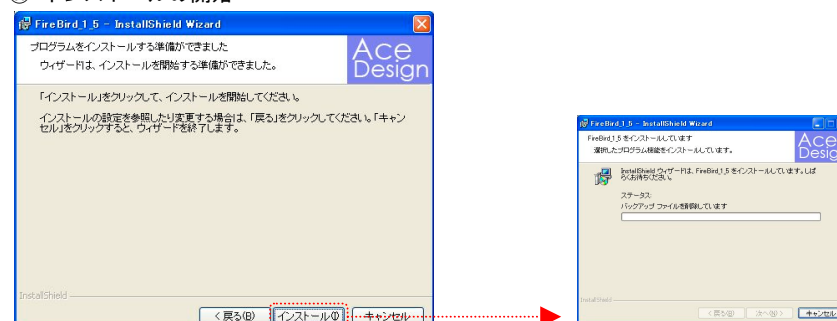 FireBird_1_5 - InstallShield Wizard
プログラムをインストールする準備ができました
ウィザードは、インストールを開始する準備ができました。
Ace
Design
「インストール」をクリックして、インストールを開始してください。
インストールの設定を参照したり変更する場合は、「戻る」をクリックしてください。「キャン
セル」をクリックすると、ウィザードを終了します。
InstallShield
< 戻る(B)
インストール(I)
キャンセル
FireBird_1_5 - InstallShield Wizard
FireBird_1_5 をインストールしています
選択したプログラム機能をインストールしています。
Ace
Desig
InstallShield ウィザードは、FireBird_1_5 をインストールしています。しば
らくお待ちください。
ステータス:
バックアップ ファイルを削除しています
InstallShield
< 戻る(B)
次へ(N) >
キャンセル